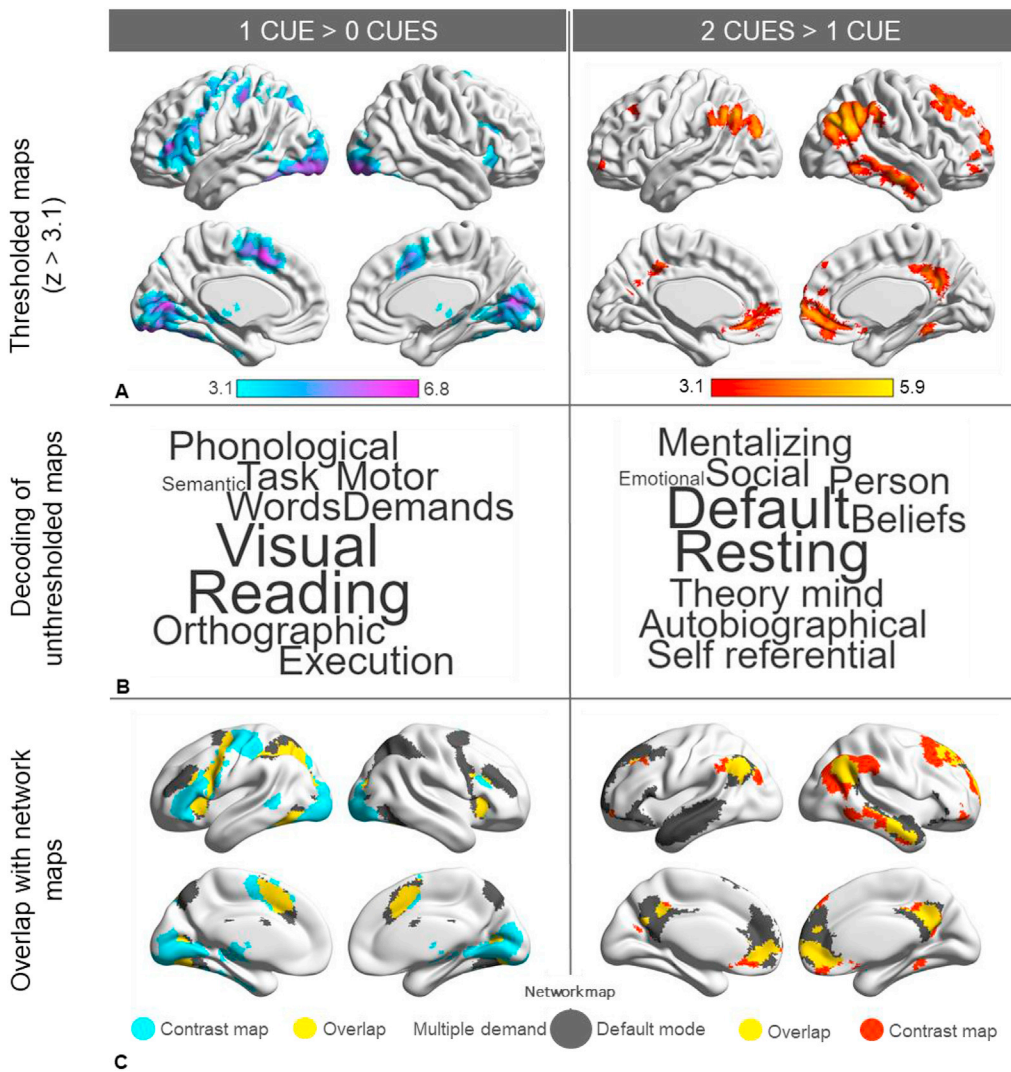 1 CUE > 0 CUES
2 CUES > 1 CUE
Thresholded maps
(z > 3.1)
3.1
6.8
3.1
5.9
A
Decoding of
unthresholded maps
Phonological
Semantic Task Motor
Words Demands
Visual
Reading
Orthographic
Execution
Mentalizing
Emotional Social Person
Default Beliefs
Resting
Theory mind
Autobiographical
Self referential
B
Overlap with network
maps
Network map
Contrast map
Overlap
Multiple demand
Default mode
Overlap
Contrast map
C